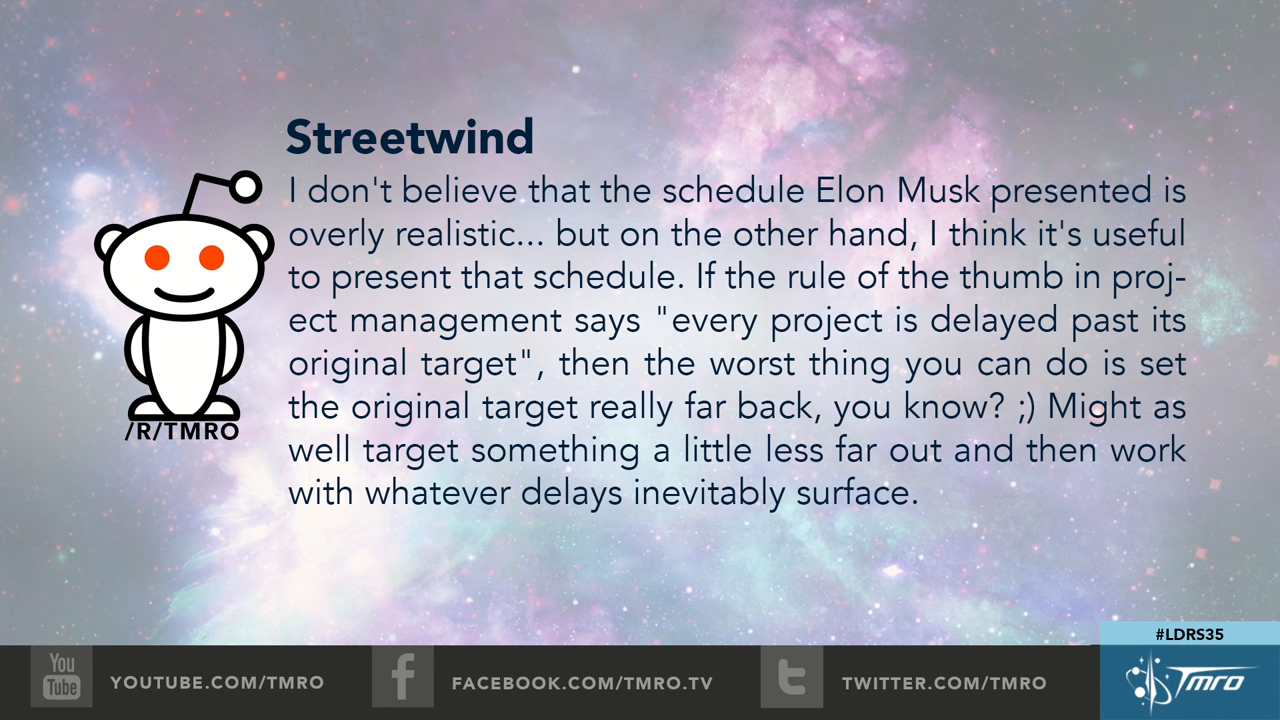 Streetwind
I don't believe that the schedule Elon Musk presented is
overly realistic... but on the other hand, I think it's useful
to present that schedule. If the rule of the thumb in proj-
ect management says "every project is delayed past its
original target", then the worst thing you can do is set
the original target really far back, you know? ;) Might as
well target something a little less far out and then work
with whatever delays inevitably surface.
/R/TMRO
#LDRS35
You
Tube
YOUTUBE.COM/TMRO
f
FACEBOOK.COM/TMRO.TV
t
TWITTER.COM/TMRO
Tmro